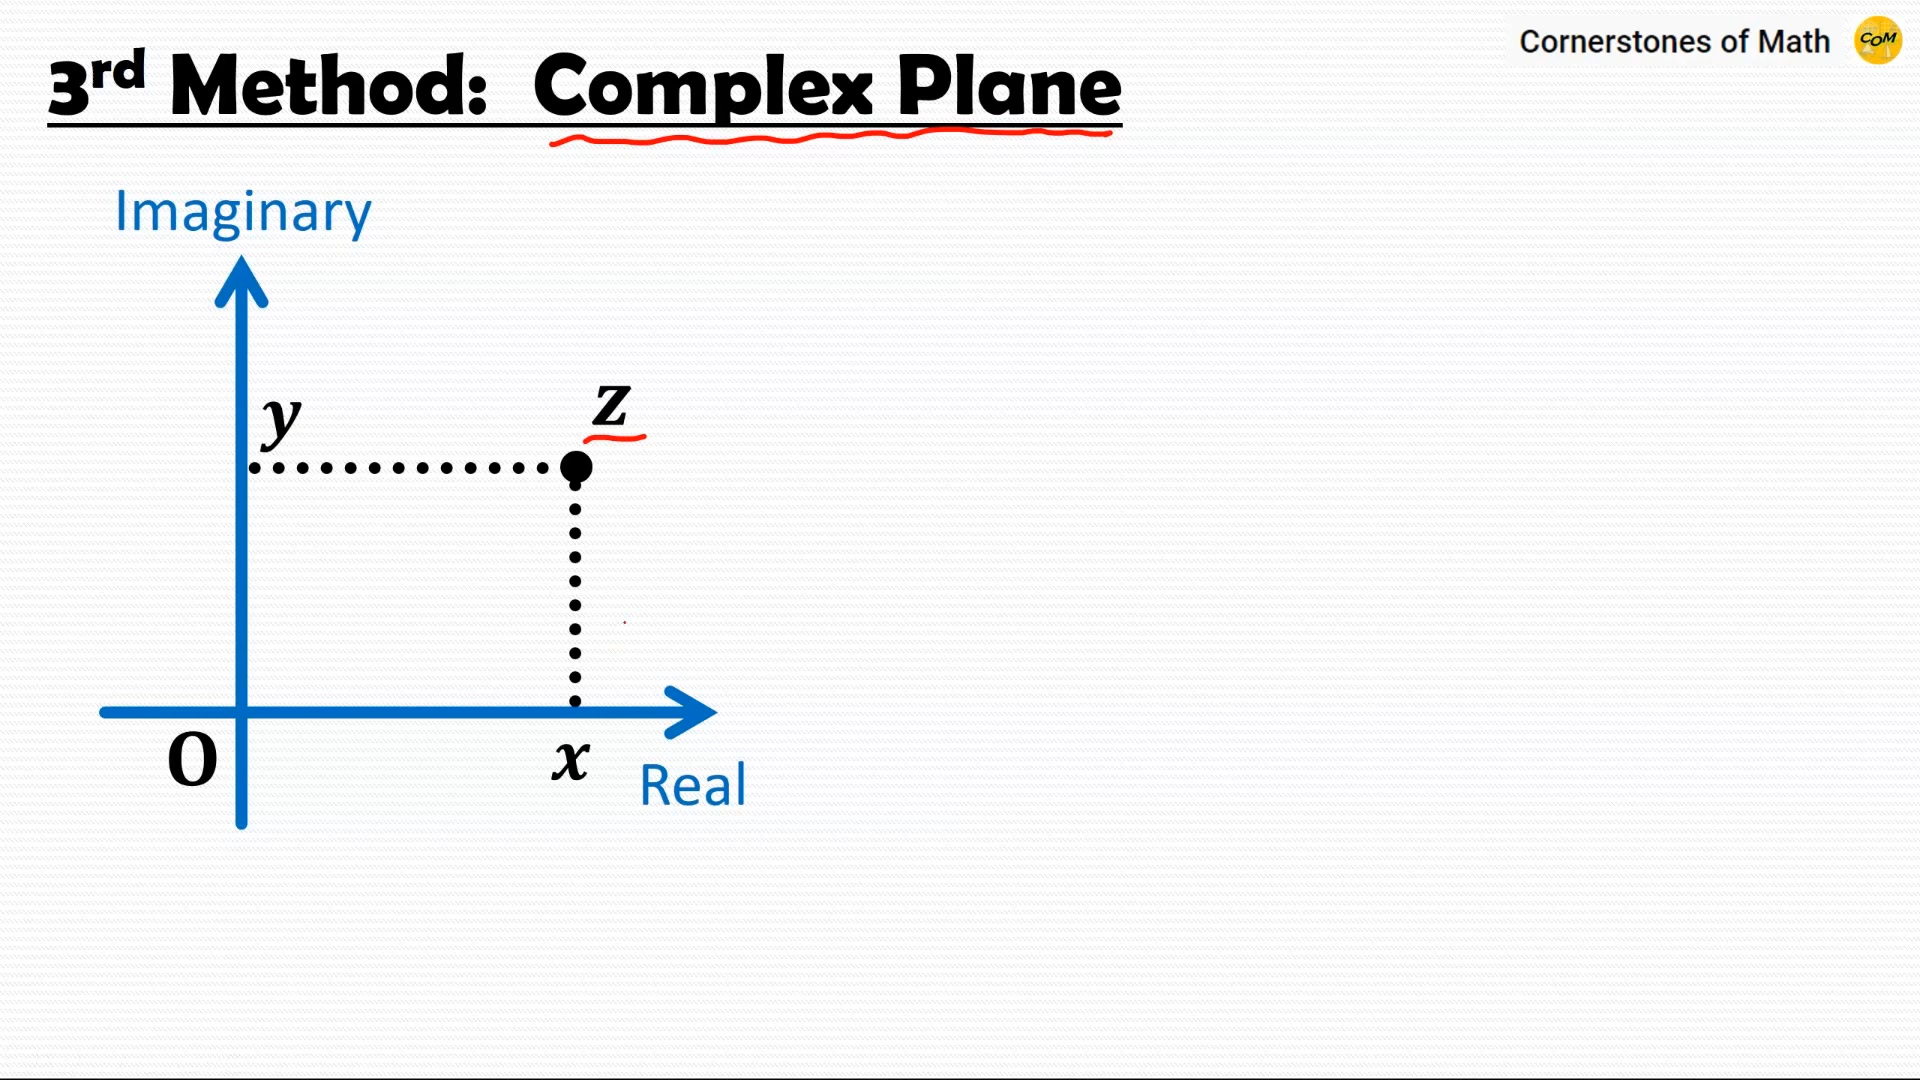 Cornerstones of Math
COM
3rd Method: Complex Plane
Imaginary
y
z
O
x
Real